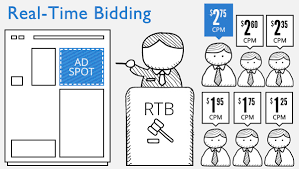 Real-Time Bidding
AD
SPOT
RTB
$2.75
CPM
$2.60
CPM
$2.35
CPM
$1.95
CPM
$1.75
CPM
$1.25
CPM